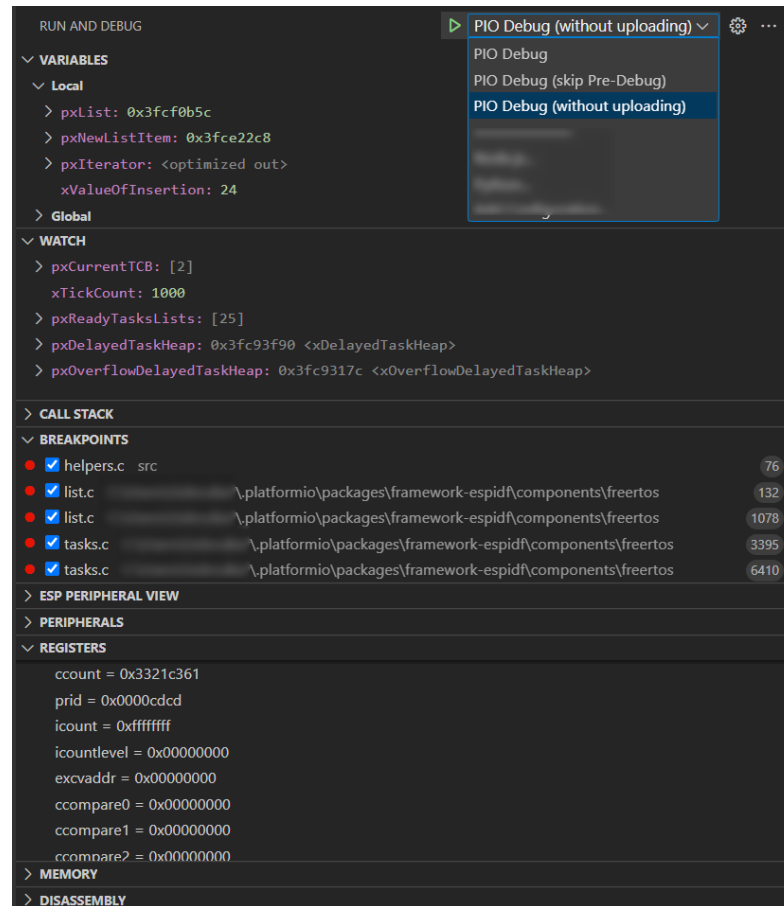 RUN AND DEBUG
PIO Debug (without uploading)
PIO Debug
PIO Debug (skip Pre-Debug)
PIO Debug (without uploading)
VARIABLES
Local
pxList: 0x3fcf0b5c
pxNewListItem: 0x3fce22c8
pxIterator: <optimized out>
xValueOfInsertion: 24
Global
WATCH
pxCurrentTCB: [2]
xTickCount: 1000
pxReadyTasksLists: [25]
pxDelayedTaskHeap: 0x3fc93f90 <xDelayedTaskHeap>
pxOverflowDelayedTaskHeap: 0x3fc9317c <xOverflowDelayedTaskHeap>
CALL STACK
BREAKPOINTS
helpers.c src 76
list.c \.platformio\packages\framework-espidf\components\freertos 132
list.c \.platformio\packages\framework-espidf\components\freertos 1078
tasks.c \.platformio\packages\framework-espidf\components\freertos 3395
tasks.c \.platformio\packages\framework-espidf\components\freertos 6410
ESP PERIPHERAL VIEW
PERIPHERALS
REGISTERS
ccount = 0x3321c361
prid = 0x0000cdcd
icount = 0xffffffff
icountlevel = 0x00000000
excvaddr = 0x00000000
ccompare0 = 0x00000000
ccompare1 = 0x00000000
ccompare2 = 0x00000000
MEMORY
DISASSEMBLY